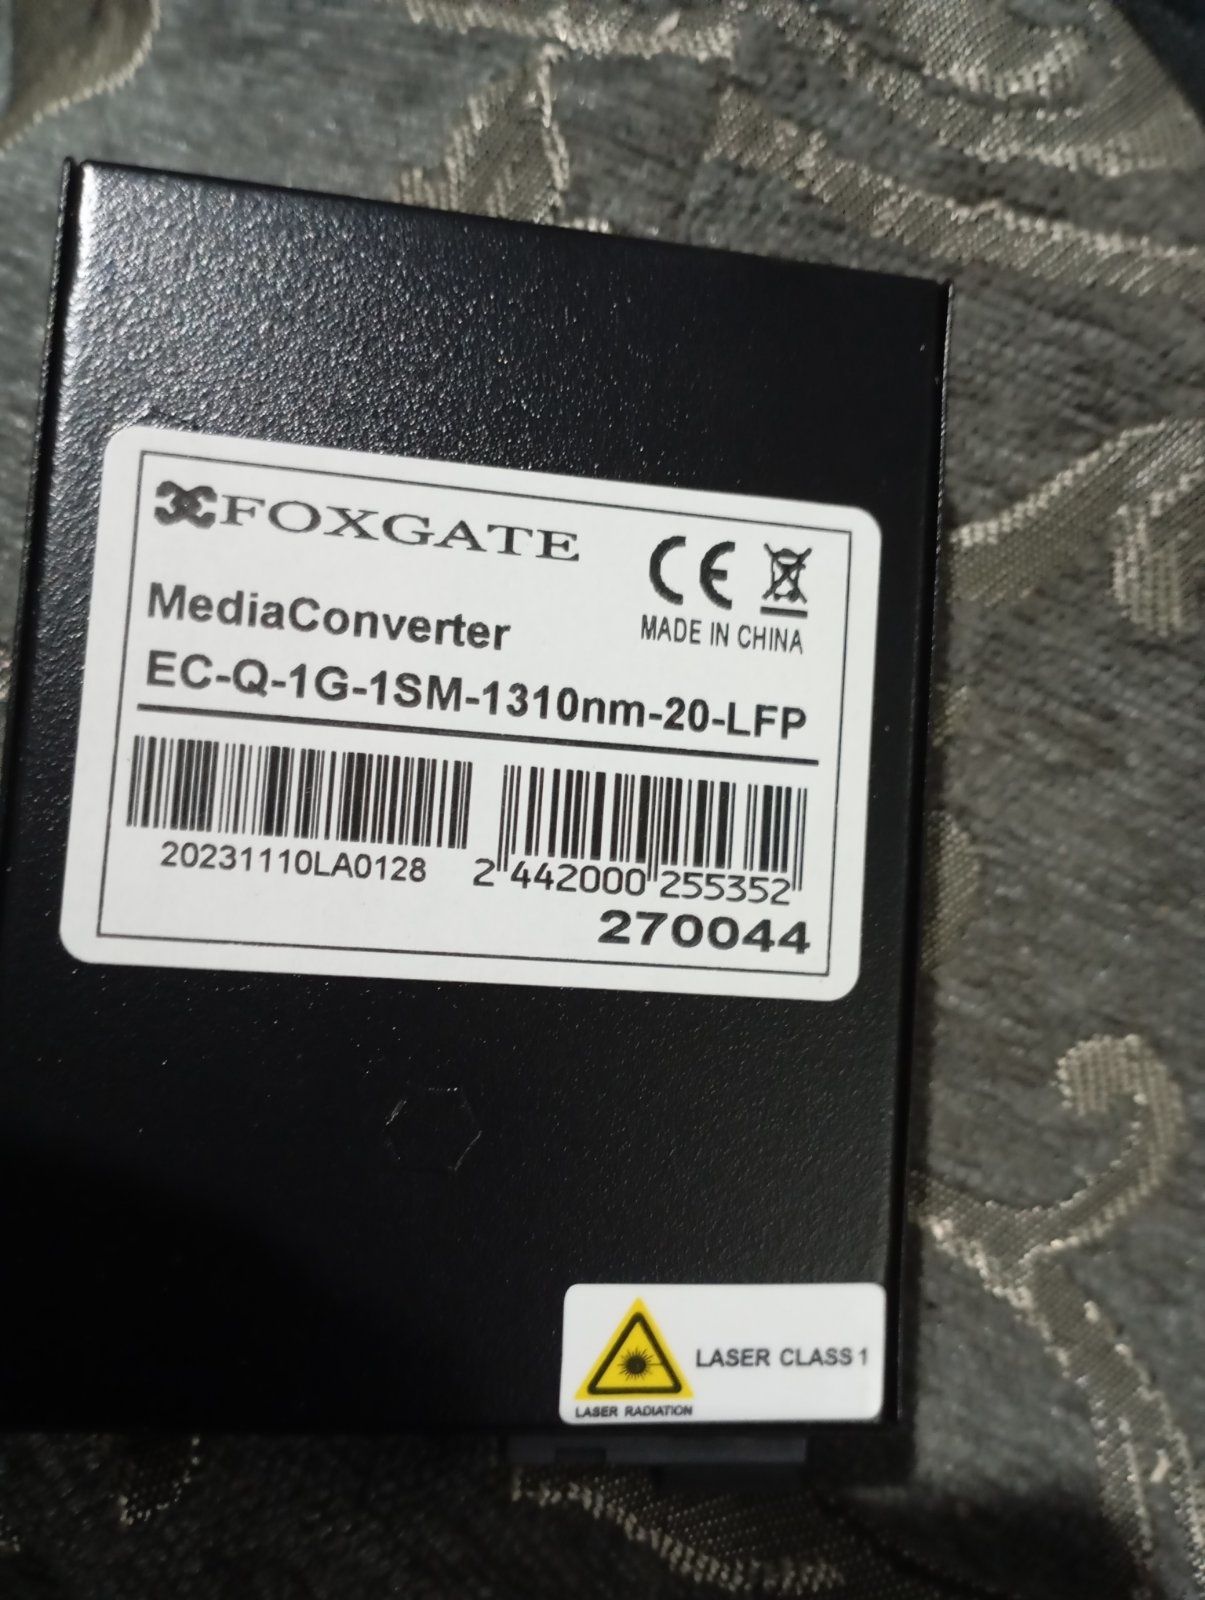 FOXGATE
CE
MADE IN CHINA
MediaConverter
EC-Q-1G-1SM-1310nm-20-LFP
20231110LA0128
2 442000 255352
270044
LASER CLASS 1
LASER RADIATION